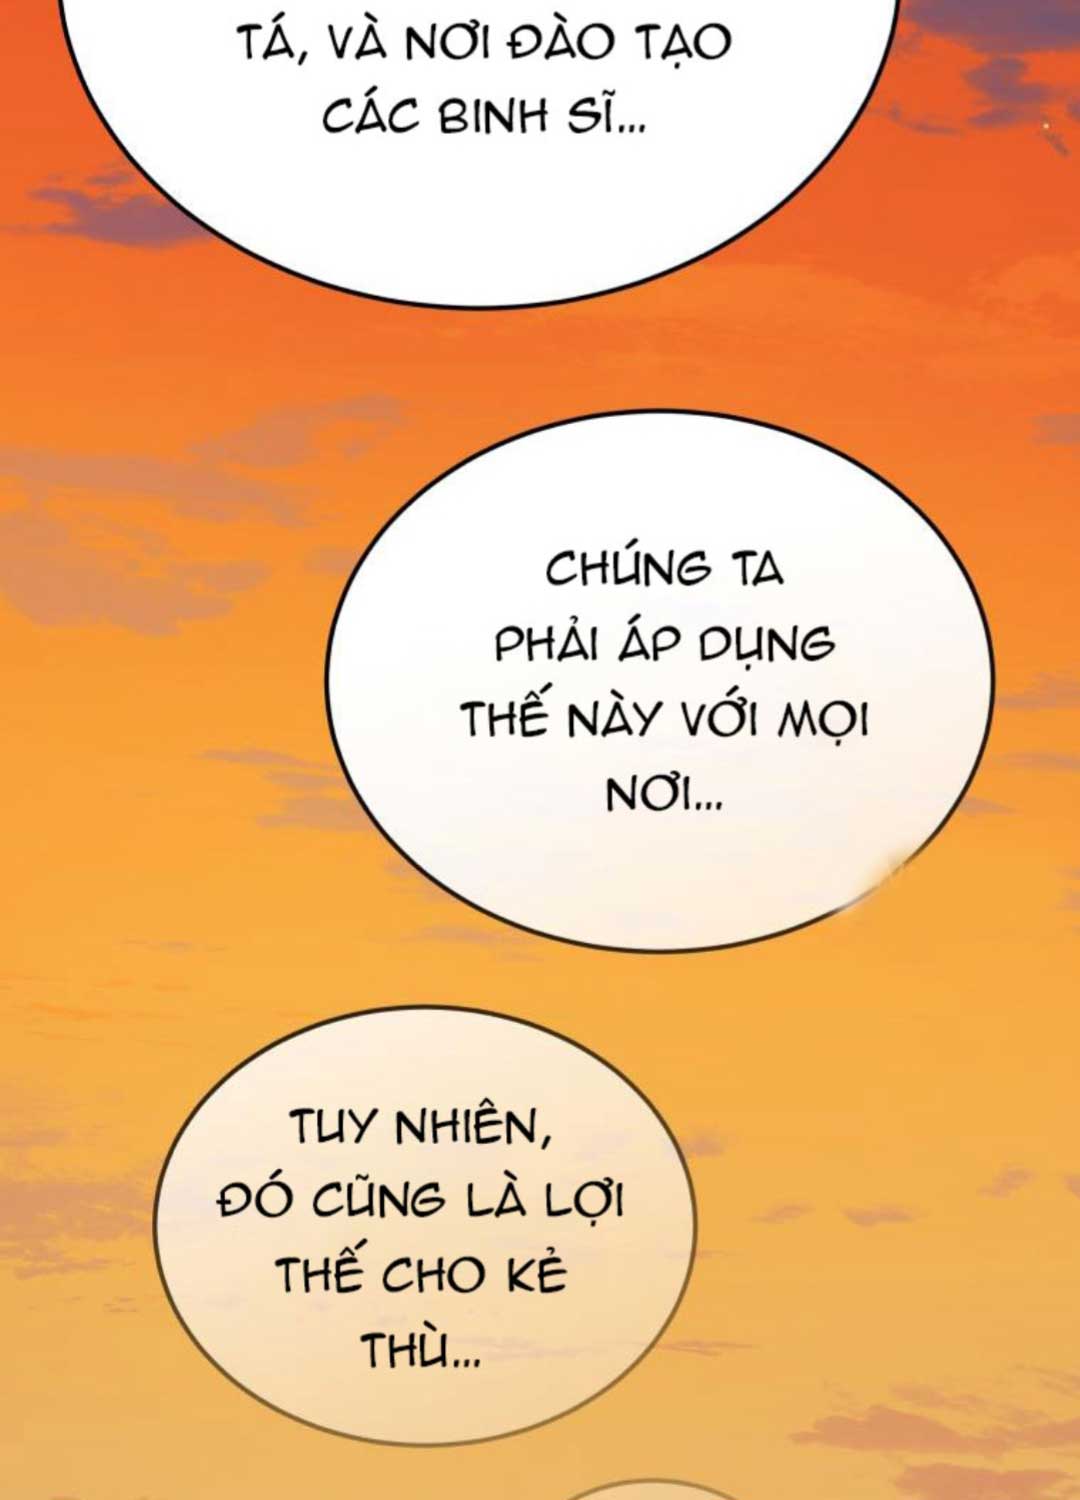 TÁ, VÀ NƠI ĐÀO TẠO
CÁC BINH SĨ...
CHÚNG TA
PHẢI ÁP DỤNG
THẾ NÀY VỚI MỌI
NƠI...
TUY NHIÊN,
ĐÓ CŨNG LÀ LỢI
THẾ CHO KẺ
THÙ...